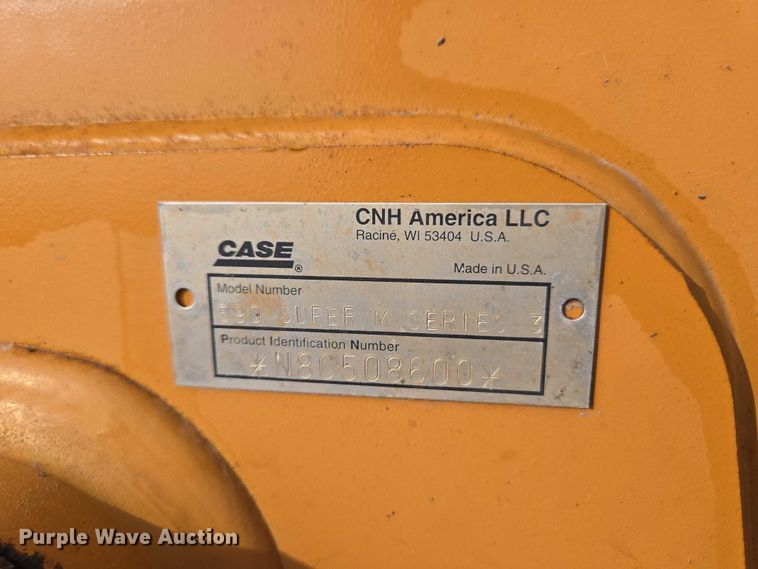 CNH America LLC
Racine, WI 53404 U.S.A.
CASE®
Made in U.S.A.
Model Number
590 SUPER M SERIES 3
Product Identification Number
*N8C508600*
Purple Wave Auction